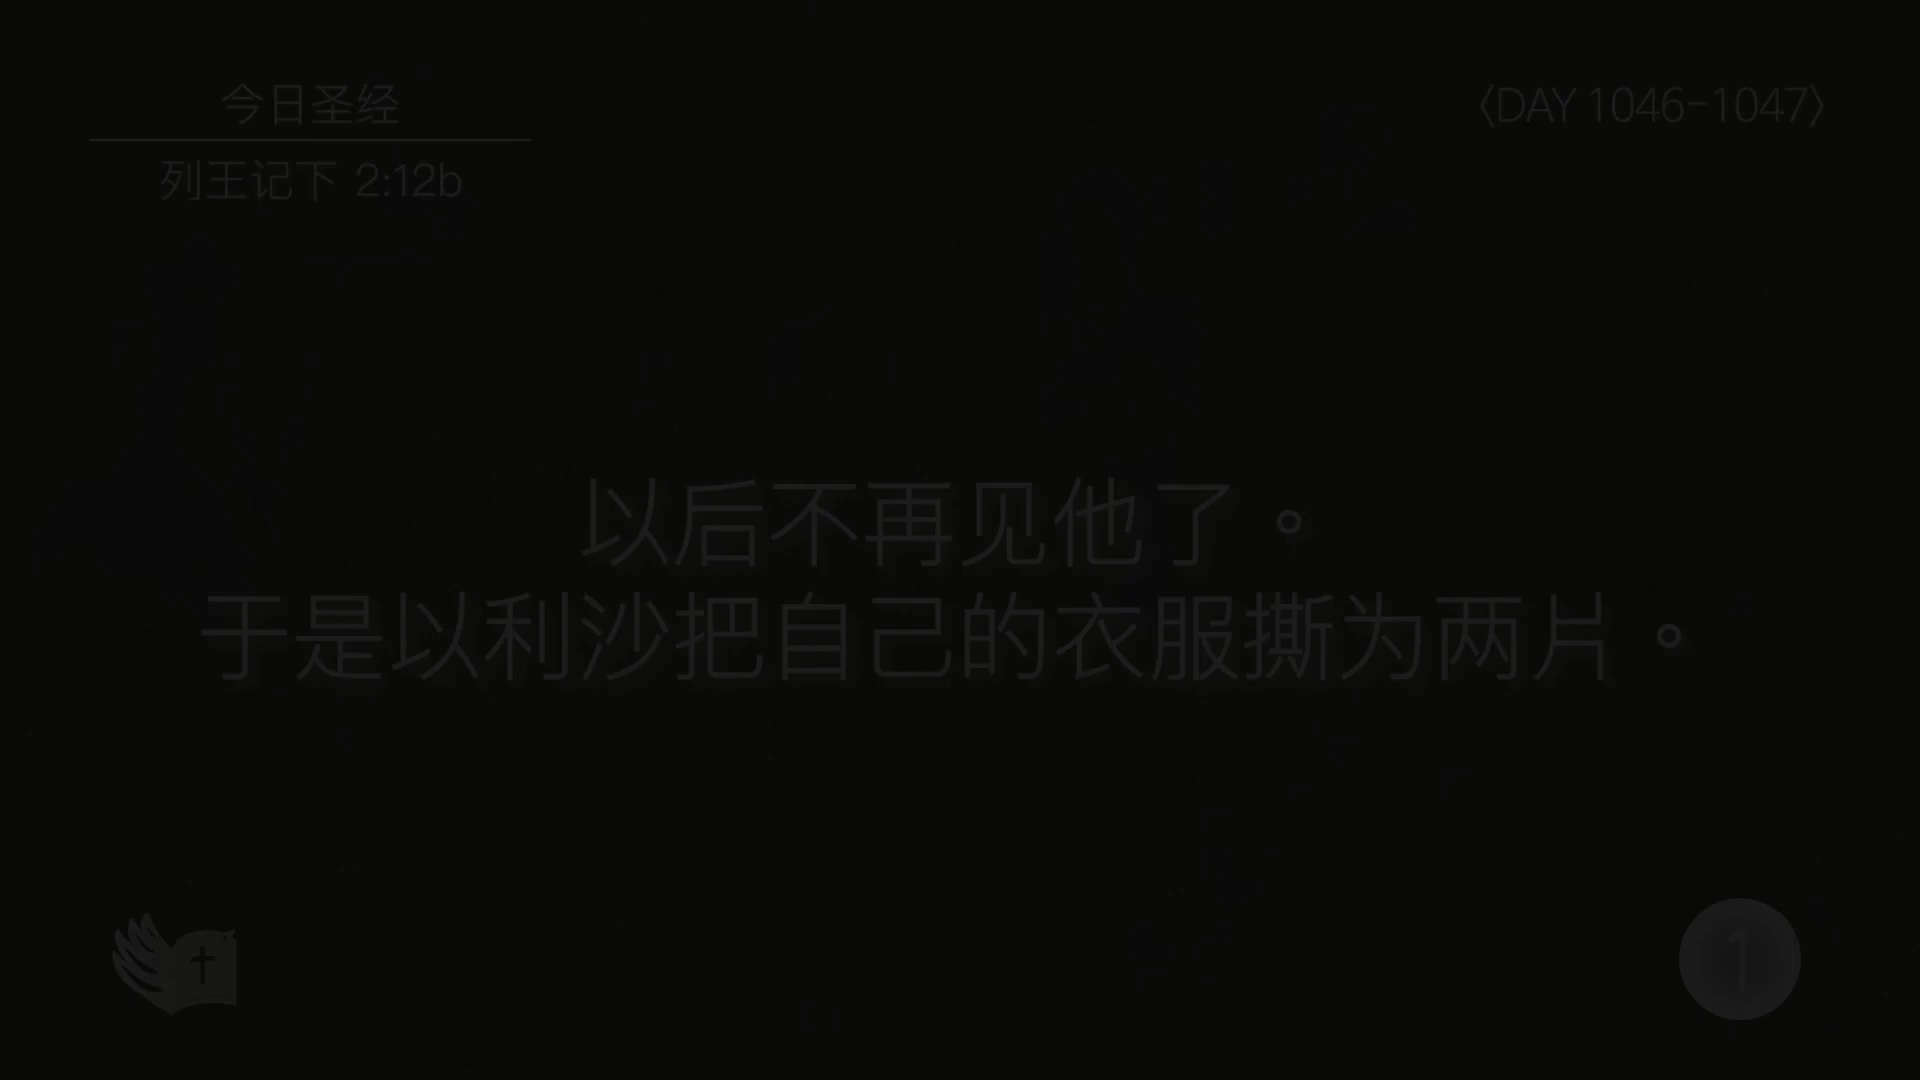 今日圣经
列王记下 2:12b
〈DAY 1046-1047〉
以后不再见他了。
于是以利沙把自己的衣服撕为两片。
1